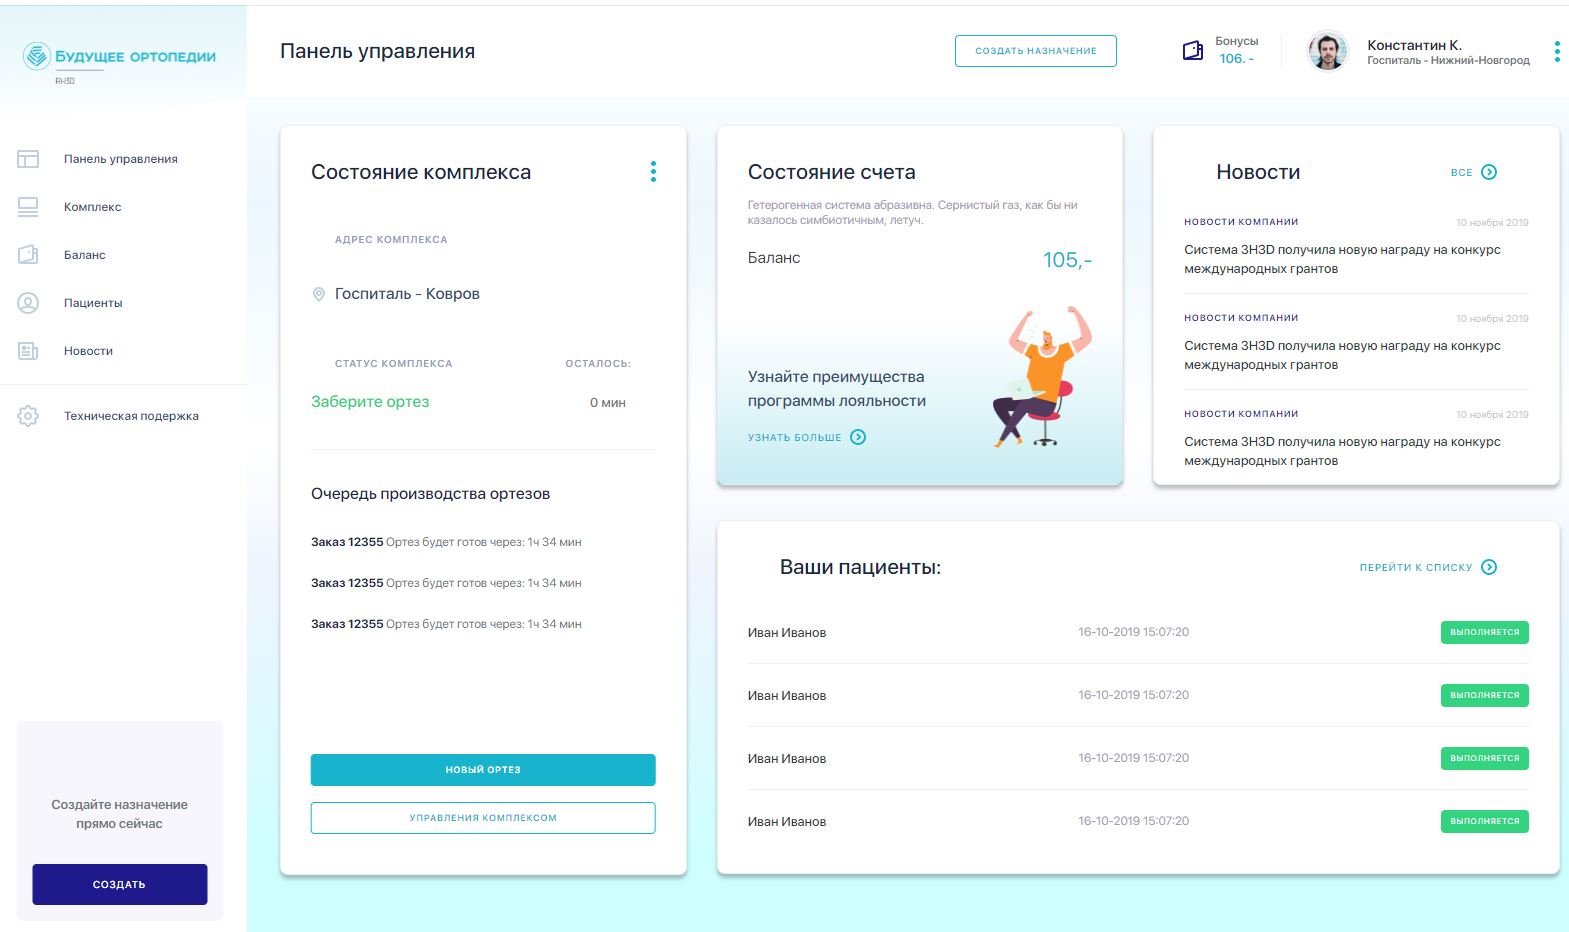 БУДУЩЕЕ ОРТОПЕДИИ
Панель управления
СОЗДАТЬ НАЗНАЧЕНИЕ
Бонусы
106. -
Константин К.
Госпиталь - Нижний-Новгород
Панель управления
Комплекс
Баланс
Пациенты
Новости
Техническая подержка
Создайте назначение
прямо сейчас
СОЗДАТЬ
Состояние комплекса
АДРЕС КОМПЛЕКСА
Госпиталь - Ковров
СТАТУС КОМПЛЕКСА ОСТАЛОСЬ:
Заберите ортез 0 мин
Очередь производства ортезов
Заказ 12355 Ортез будет готов через: 1ч 34 мин
Заказ 12355 Ортез будет готов через: 1ч 34 мин
Заказ 12355 Ортез будет готов через: 1ч 34 мин
НОВЫЙ ОРТЕЗ
УПРАВЛЕНИЯ КОМПЛЕКСОМ
Состояние счета
Гетерогенная система абразивна. Сернистый газ, как бы ни
казалось симбиотичным, летуч.
Баланс 105,-
Узнайте преимущества
программы лояльности
УЗНАТЬ БОЛЬШЕ
Новости ВСЕ
НОВОСТИ КОМПАНИИ 10 ноября 2019
Система 3H3D получила новую награду на конкурс
международных грантов
НОВОСТИ КОМПАНИИ 10 ноября 2019
Система 3H3D получила новую награду на конкурс
международных грантов
НОВОСТИ КОМПАНИИ 10 ноября 2019
Система 3H3D получила новую награду на конкурс
международных грантов
Ваши пациенты: ПЕРЕЙТИ К СПИСКУ
Иван Иванов 16-10-2019 15:07:20 ВЫПОЛНЯЕТСЯ
Иван Иванов 16-10-2019 15:07:20 ВЫПОЛНЯЕТСЯ
Иван Иванов 16-10-2019 15:07:20 ВЫПОЛНЯЕТСЯ
Иван Иванов 16-10-2019 15:07:20 ВЫПОЛНЯЕТСЯ